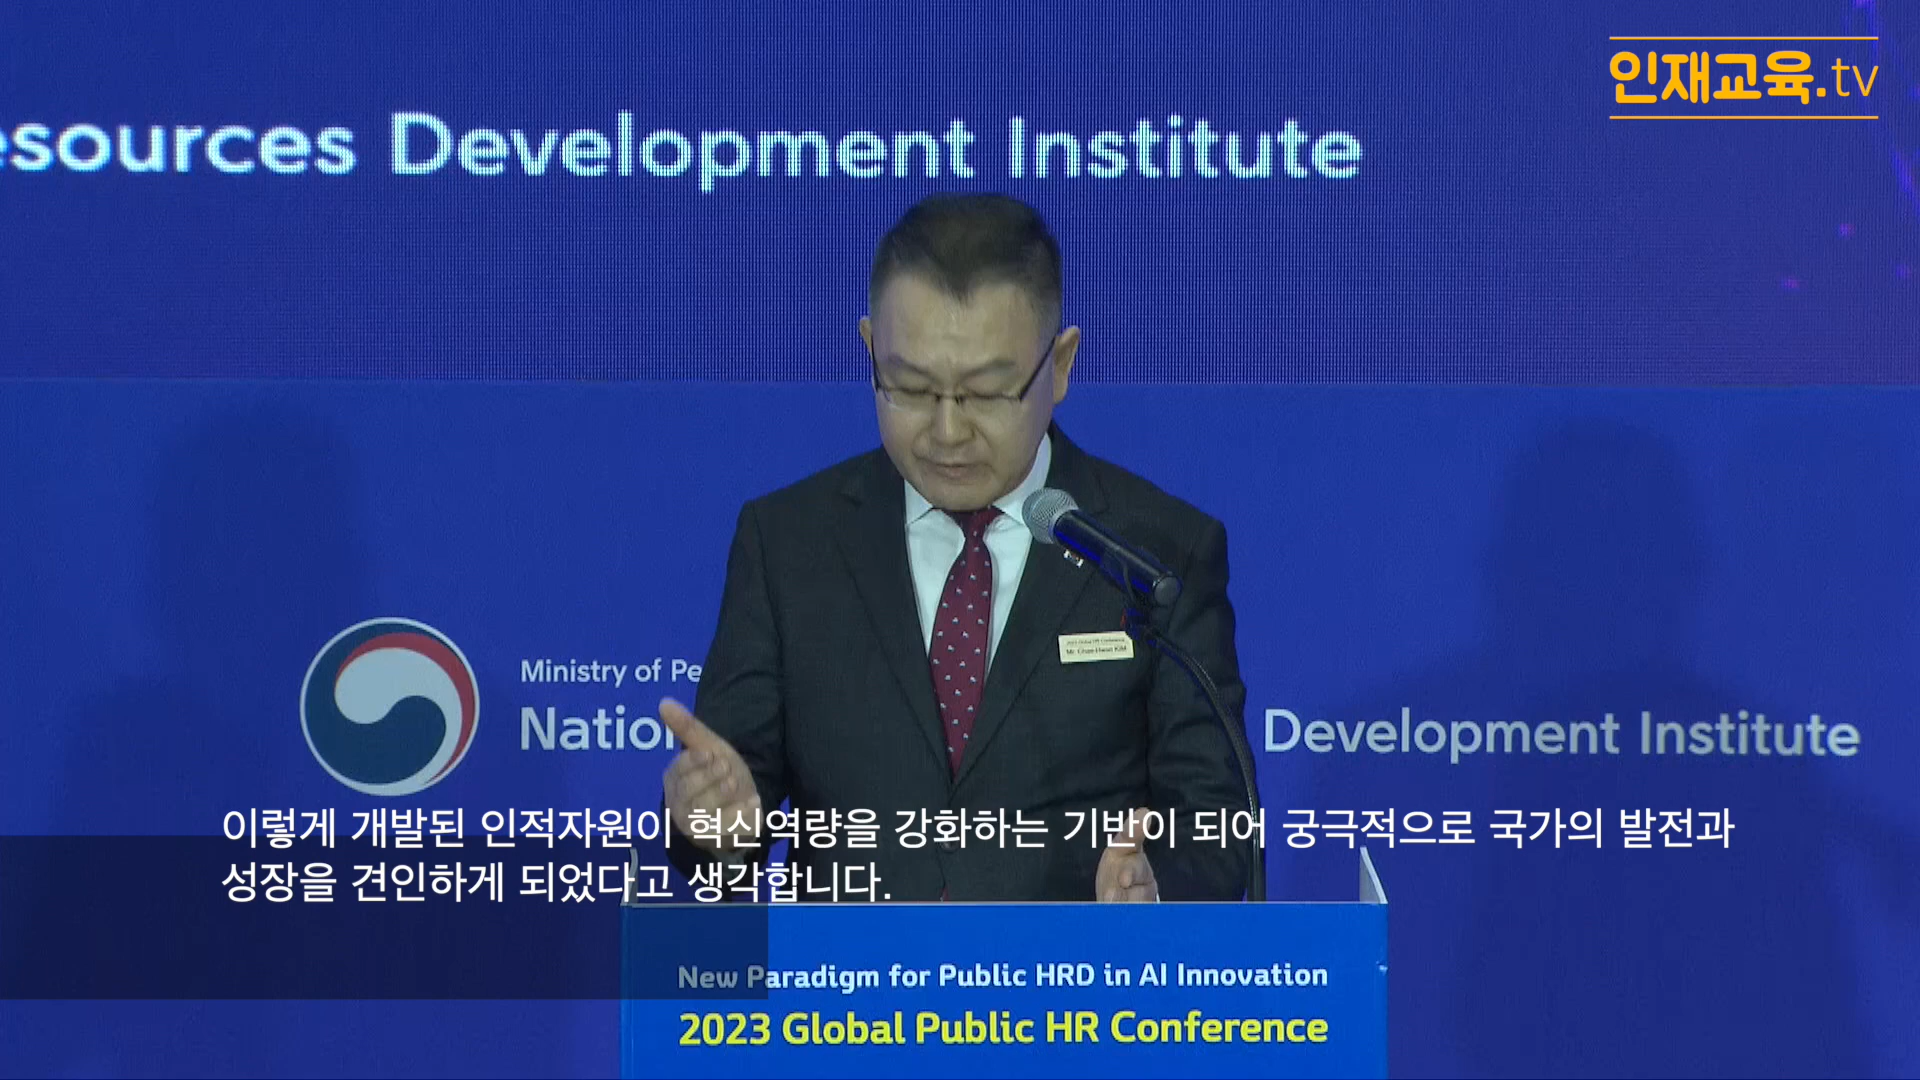 인재교육.tv
esources Development Institute
Ministry of Pe
Natio
Development Institute
2023 Global HR Conference
이렇게 개발된 인적자원이 혁신역량을 강화하는 기반이 되어 궁극적으로 국가의 발전과
성장을 견인하게 되었다고 생각합니다.
New Paradigm for Public HRD in AI Innovation
2023 Global Public HR Conference